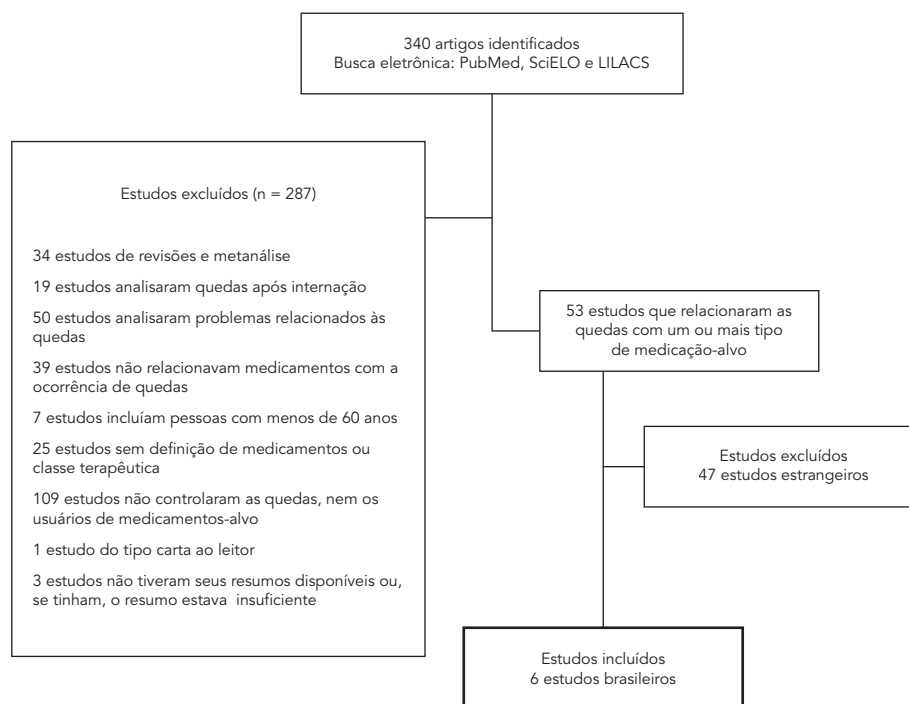 340 artigos identificados
Busca eletrônica: PubMed, SciELO e LILACS
Estudos excluídos (n = 287)
34 estudos de revisões e metanálise
19 estudos analisaram quedas após internação
50 estudos analisaram problemas relacionados às
quedas
39 estudos não relacionavam medicamentos com a
ocorrência de quedas
7 estudos incluíam pessoas com menos de 60 anos
25 estudos sem definição de medicamentos ou
classe terapêutica
109 estudos não controlaram as quedas, nem os
usuários de medicamentos-alvo
1 estudo do tipo carta ao leitor
3 estudos não tiveram seus resumos disponíveis ou,
se tinham, o resumo estava insuficiente
53 estudos que relacionaram as
quedas com um ou mais tipo
de medicação-alvo
Estudos excluídos
47 estudos estrangeiros
Estudos incluídos
6 estudos brasileiros